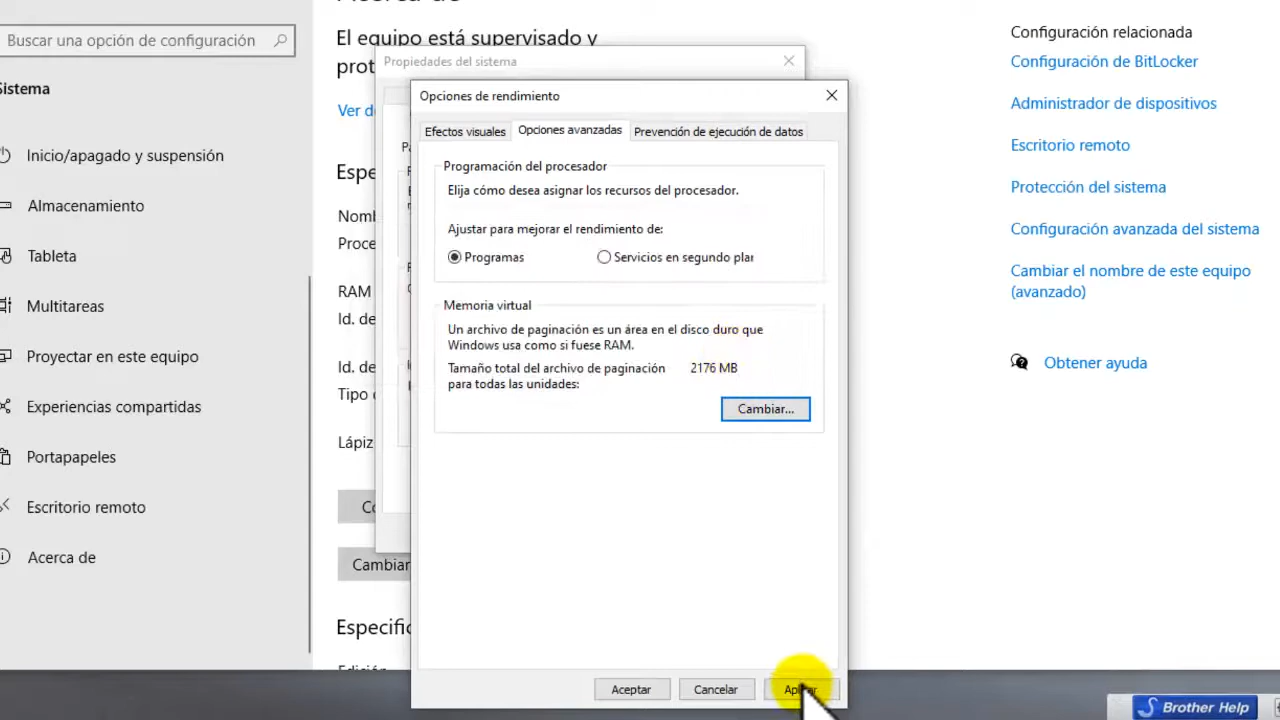 Buscar una opción de configuración
Sistema
Inicio/apagado y suspensión
Almacenamiento
Tableta
Multitareas
Proyectar en este equipo
Experiencias compartidas
Portapapeles
Escritorio remoto
Acerca de
El equipo está supervisado y
prot
Ver d
Espe
Nomb
Proce
RAM
Id. de
Id. de
Tipo
Lápiz
Cambiar
Especific
Propiedades del sistema
Opciones de rendimiento
Efectos visuales
Opciones avanzadas
Prevención de ejecución de datos
Programación del procesador
Elija cómo desea asignar los recursos del procesador.
Ajustar para mejorar el rendimiento de:
Programas
Servicios en segundo plan
Memoria virtual
Un archivo de paginación es un área en el disco duro que
Windows usa como si fuese RAM.
Tamaño total del archivo de paginación 2176 MB
para todas las unidades:
Cambiar...
Aceptar
Cancelar
Aplicar
Configuración relacionada
Configuración de BitLocker
Administrador de dispositivos
Escritorio remoto
Protección del sistema
Configuración avanzada del sistema
Cambiar el nombre de este equipo
(avanzado)
Obtener ayuda
Brother Help